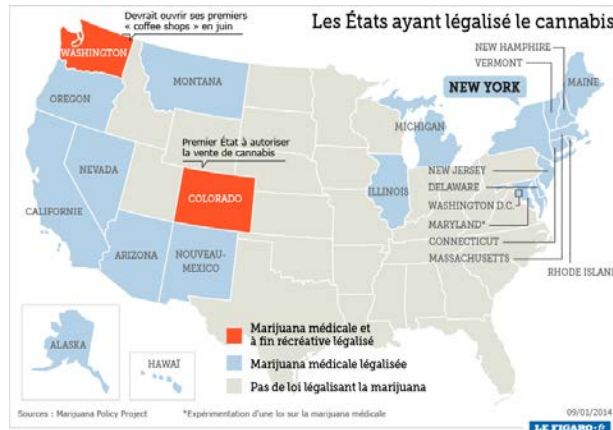 Les États ayant légalisé le cannabis
Devrait ouvrir ses premiers
« coffee shops » en juin
WASHINGTON
MONTANA
OREGON
NEW HAMPHIRE
VERMONT
MAINE
NEW YORK
MICHIGAN
Premier État à autoriser
la vente de cannabis
NEVADA
COLORADO
ILLINOIS
CALIFORNIE
ARIZONA
NOUVEAU-
MEXICO
NEW JERSEY
DELAWARE
WASHINGTON D.C.
MARYLAND*
CONNECTICUT
MASSACHUSETTS
RHODE ISLAND
ALASKA
HAWAÏ
Marijuana médicale et
à fin récréative légalisé
Marijuana médicale légalisée
Pas de loi légalisant la marijuana
Sources : Marijuana Policy Project
*Expérimentation d'une loi sur la marijuana médicale
09/01/2014
LE FIGARO·fr